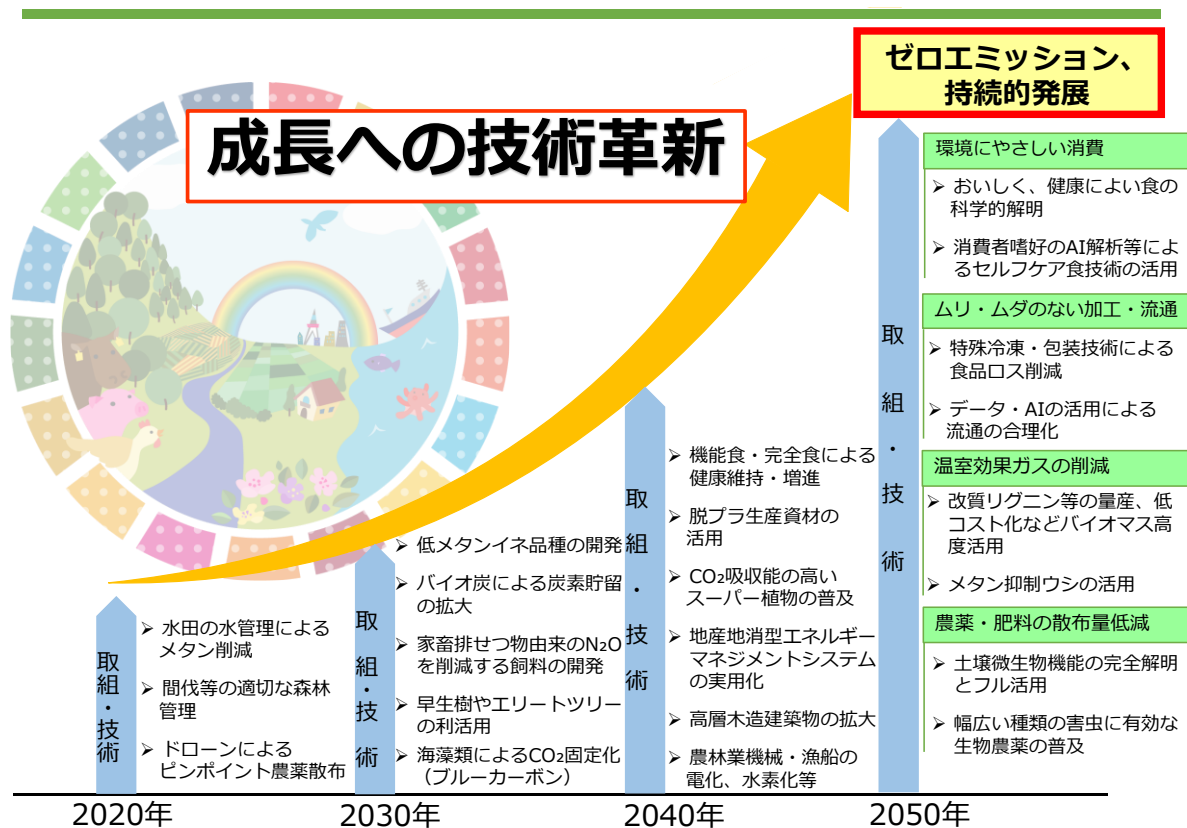 ゼロエミッション、
持続的発展
成長への技術革新
取組・技術
➢ 水田の水管理による
メタン削減
➢ 間伐等の適切な森林
管理
➢ ドローンによる
ピンポイント農薬散布
2020年
取組・技術
➢ 低メタンイネ品種の開発
➢ バイオ炭による炭素貯留
の拡大
➢ 家畜排せつ物由来のN₂O
を削減する飼料の開発
➢ 早生樹やエリートツリー
の利活用
➢ 海藻類によるCO₂固定化
（ブルーカーボン）
2030年
取組・技術
➢ 機能食・完全食による
健康維持・増進
➢ 脱プラ生産資材の
活用
➢ CO₂吸収能の高い
スーパー植物の普及
➢ 地産地消型エネルギー
マネジメントシステム
の実用化
➢ 高層木造建築物の拡大
➢ 農林業機械・漁船の
電化、水素化等
2040年
取組・技術
環境にやさしい消費
➢ おいしく、健康によい食の
科学的解明
➢ 消費者嗜好のAI解析等によ
るセルフケア食技術の活用
ムリ・ムダのない加工・流通
➢ 特殊冷凍・包装技術による
食品ロス削減
➢ データ・AIの活用による
流通の合理化
温室効果ガスの削減
➢ 改質リグニン等の量産、低
コスト化などバイオマス高
度活用
➢ メタン抑制ウシの活用
農薬・肥料の散布量低減
➢ 土壌微生物機能の完全解明
とフル活用
➢ 幅広い種類の害虫に有効な
生物農薬の普及
2050年